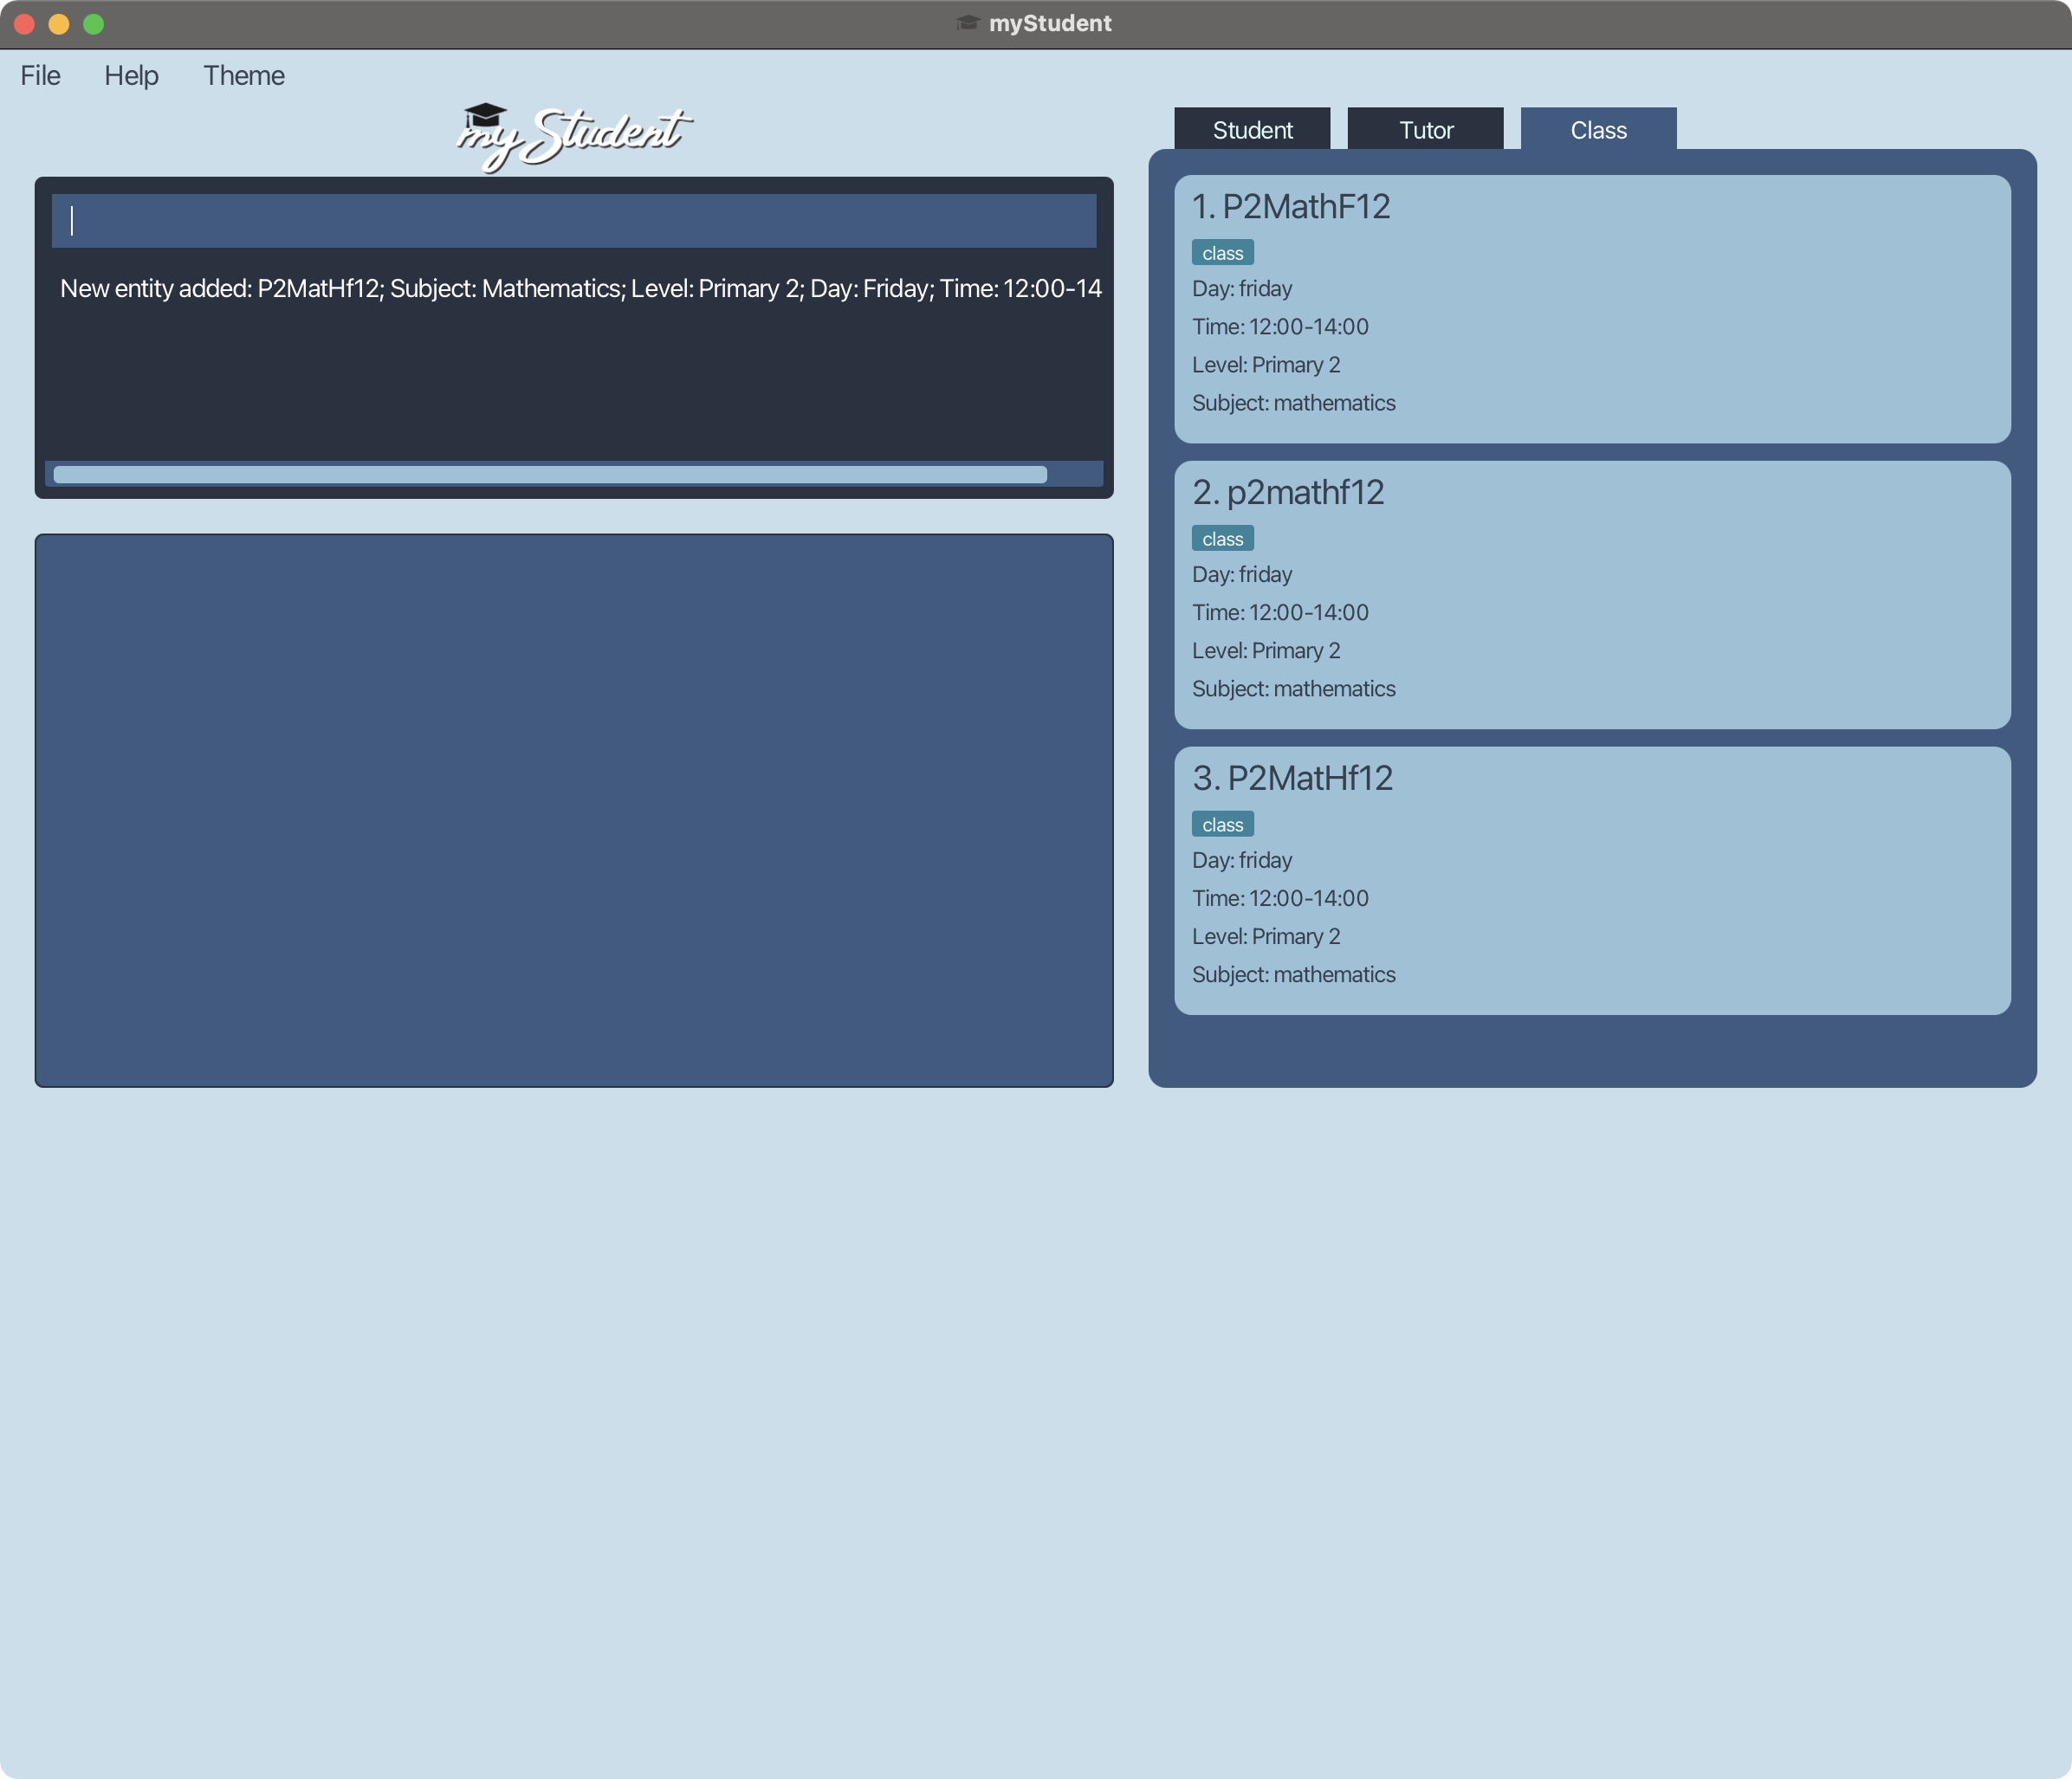 myStudent
File Help Theme
myStudent
New entity added: P2MatHf12; Subject: Mathematics; Level: Primary 2; Day: Friday; Time: 12:00-14
Student Tutor Class
1. P2MathF12
class
Day: friday
Time: 12:00-14:00
Level: Primary 2
Subject: mathematics
2. p2mathf12
class
Day: friday
Time: 12:00-14:00
Level: Primary 2
Subject: mathematics
3. P2MatHf12
class
Day: friday
Time: 12:00-14:00
Level: Primary 2
Subject: mathematics